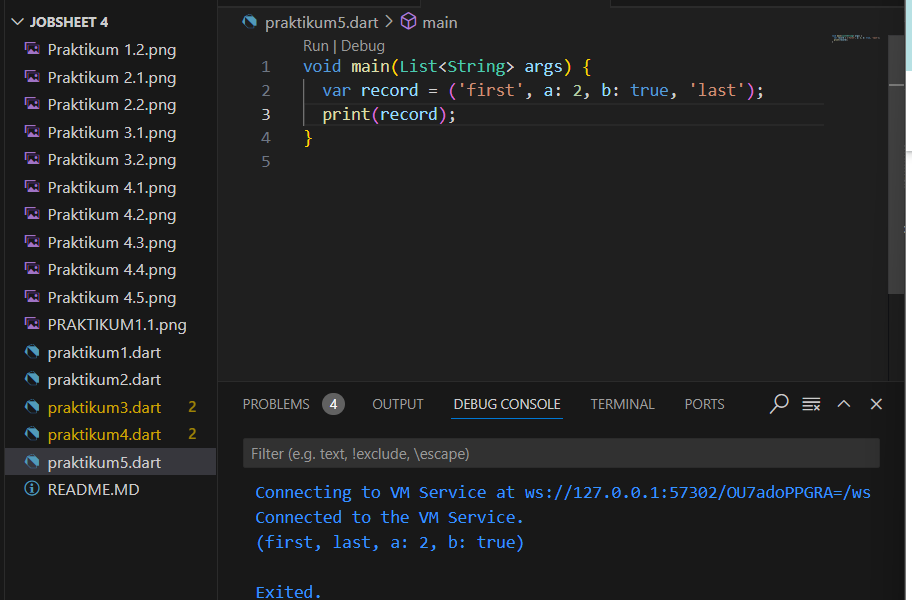 JOBSHEET 4
Praktikum 1.2.png
Praktikum 2.1.png
Praktikum 2.2.png
Praktikum 3.1.png
Praktikum 3.2.png
Praktikum 4.1.png
Praktikum 4.2.png
Praktikum 4.3.png
Praktikum 4.4.png
Praktikum 4.5.png
PRAKTIKUM1.1.png
praktikum1.dart
praktikum2.dart
praktikum3.dart 2
praktikum4.dart 2
praktikum5.dart
README.MD
praktikum5.dart > main
Run | Debug
1 void main(List<String> args) {
2 var record = ('first', a: 2, b: true, 'last');
3 print(record);
4 }
5
PROBLEMS 4 OUTPUT DEBUG CONSOLE TERMINAL PORTS
Filter (e.g. text, !exclude, \escape)
Connecting to VM Service at ws://127.0.0.1:57302/OU7adoPPGRA=/ws
Connected to the VM Service.
(first, last, a: 2, b: true)
Exited.